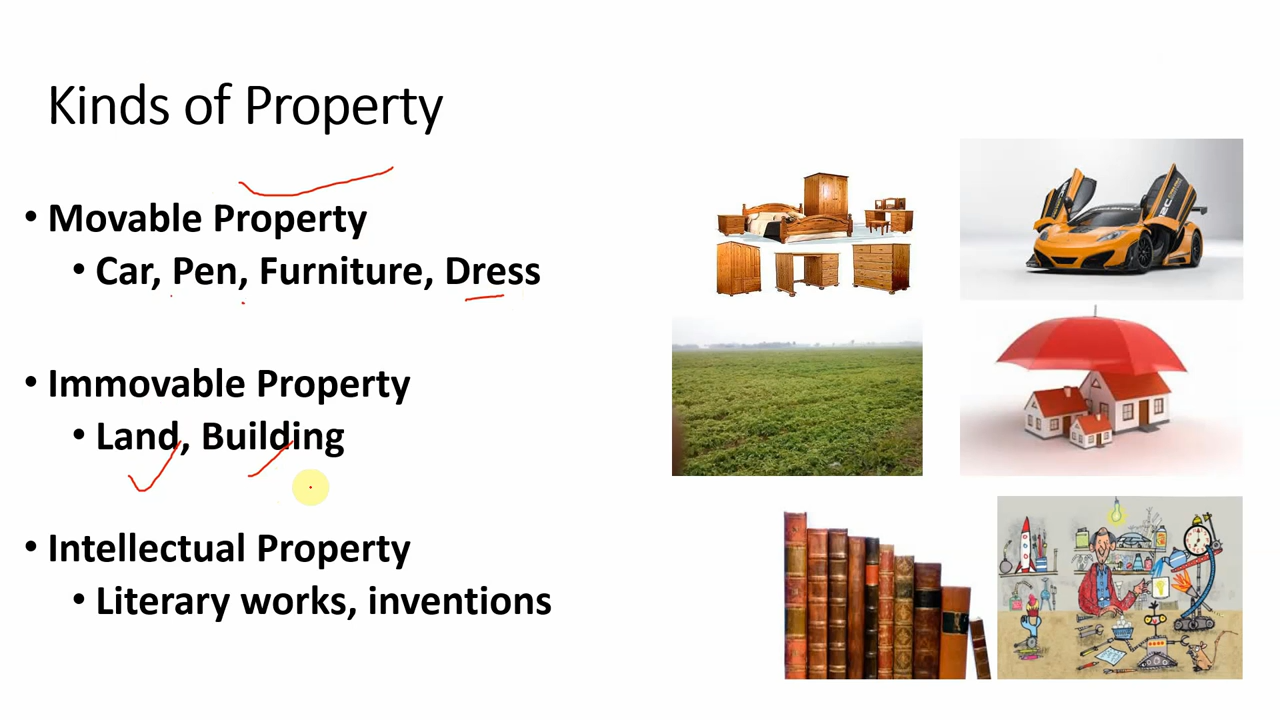 Kinds of Property
• Movable Property
• Car, Pen, Furniture, Dress
• Immovable Property
• Land, Building
• Intellectual Property
• Literary works, inventions